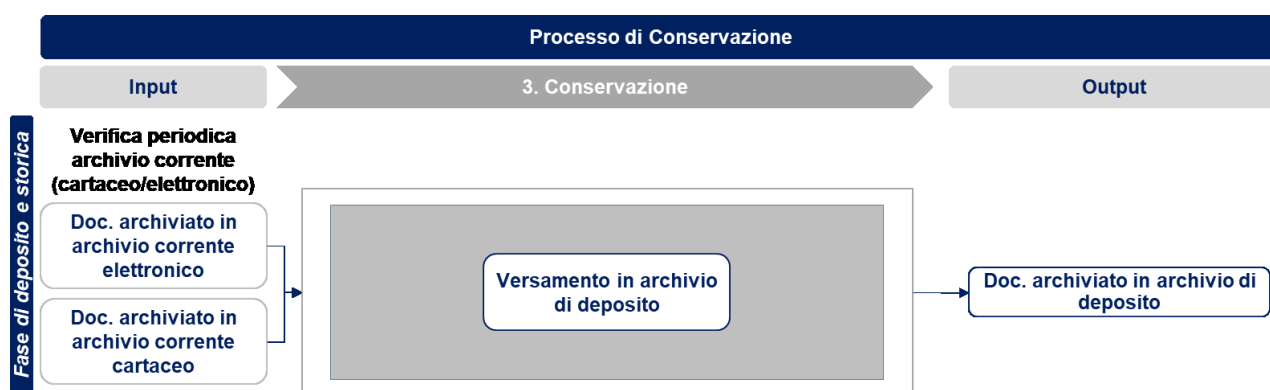 Processo di Conservazione
Input
3. Conservazione
Output
Fase di deposito e storica
Verifica periodica
archivio corrente
(cartaceo/elettronico)
Doc. archiviato in
archivio corrente
elettronico
Doc. archiviato in
archivio corrente
cartaceo
Versamento in archivio
di deposito
Doc. archiviato in archivio di
deposito